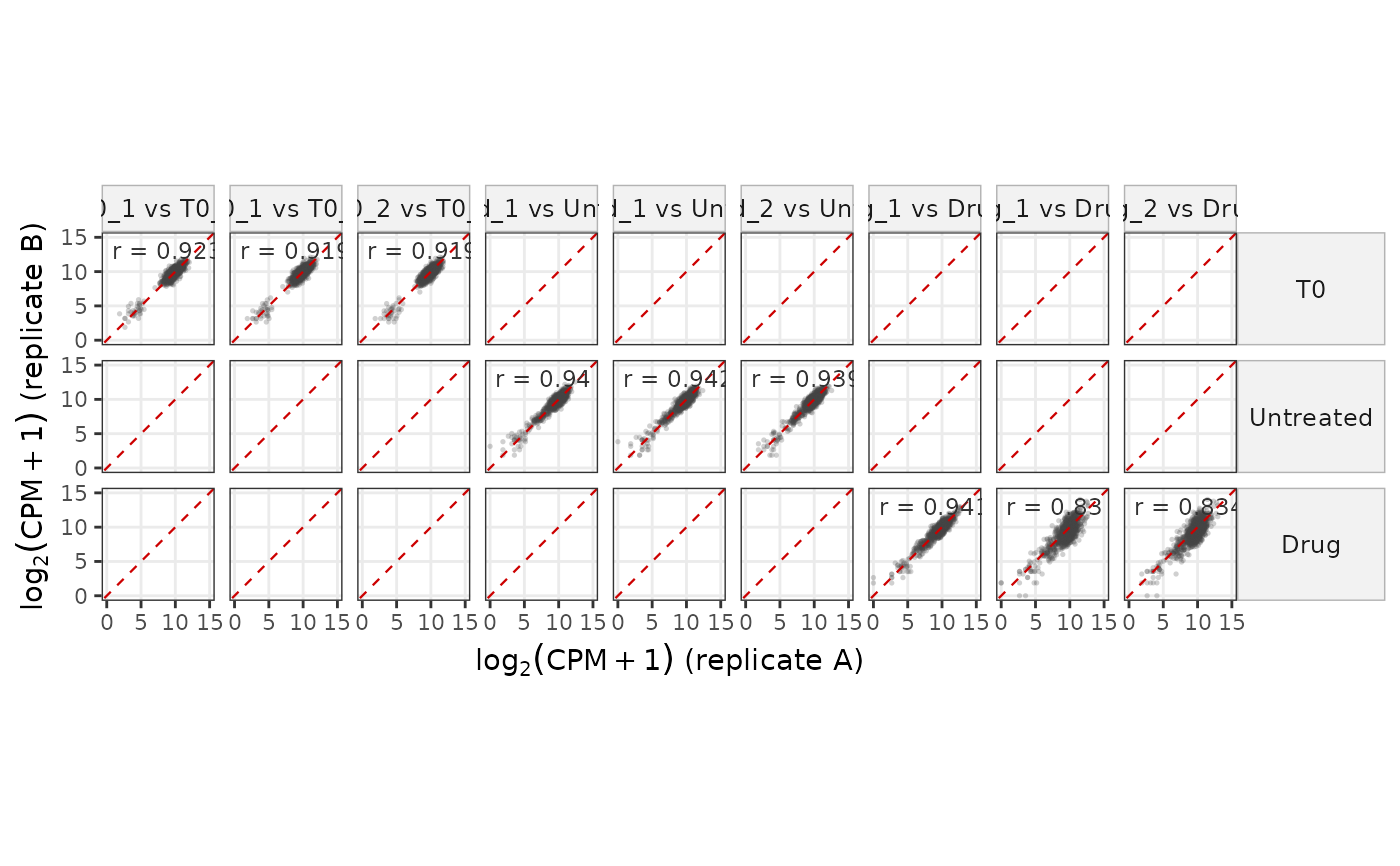 0_1 vs T0_ 0_1 vs T0_ 0_2 vs T0_ d_1 vs Unt d_1 vs Un d_2 vs Un g_1 vs Dru g_1 vs Dru g_2 vs Dru
15 r = 0.923 r = 0.919 r = 0.919
10
5
0
T0
15 r = 0.94 r = 0.942 r = 0.939
10
5
0
Untreated
15 r = 0.941 r = 0.83 r = 0.834
10
5
0
Drug
0 5 10 15 0 5 10 15 0 5 10 15 0 5 10 15 0 5 10 15 0 5 10 15 0 5 10 15 0 5 10 15 0 5 10 15
log₂(CPM + 1) (replicate A)
log₂(CPM + 1) (replicate B)